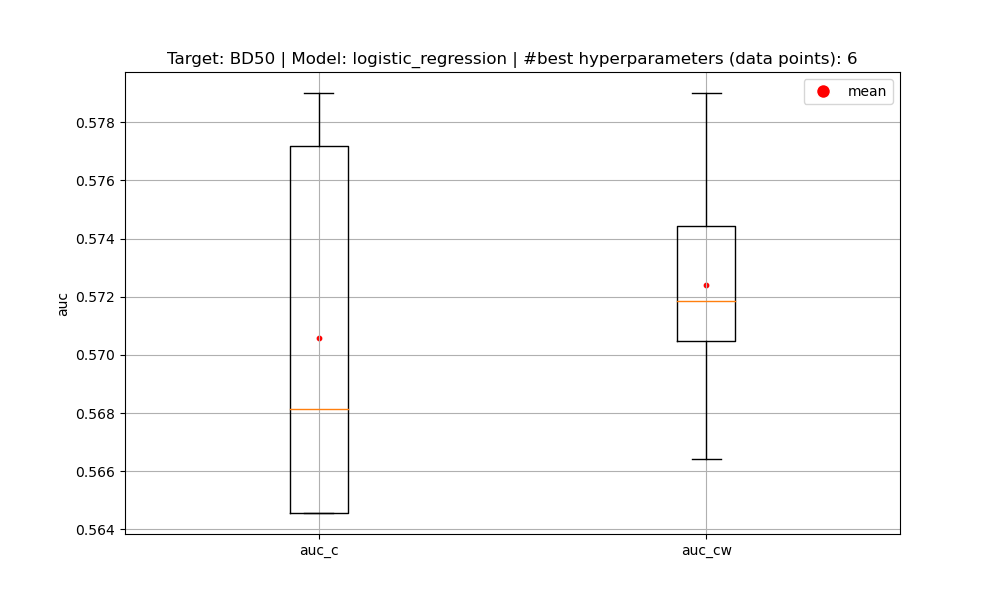 Target: BD50 | Model: logistic_regression | #best hyperparameters (data points): 6
mean
0.578
0.576
0.574
0.572
0.570
0.568
0.566
0.564
auc
auc_c
auc_cw